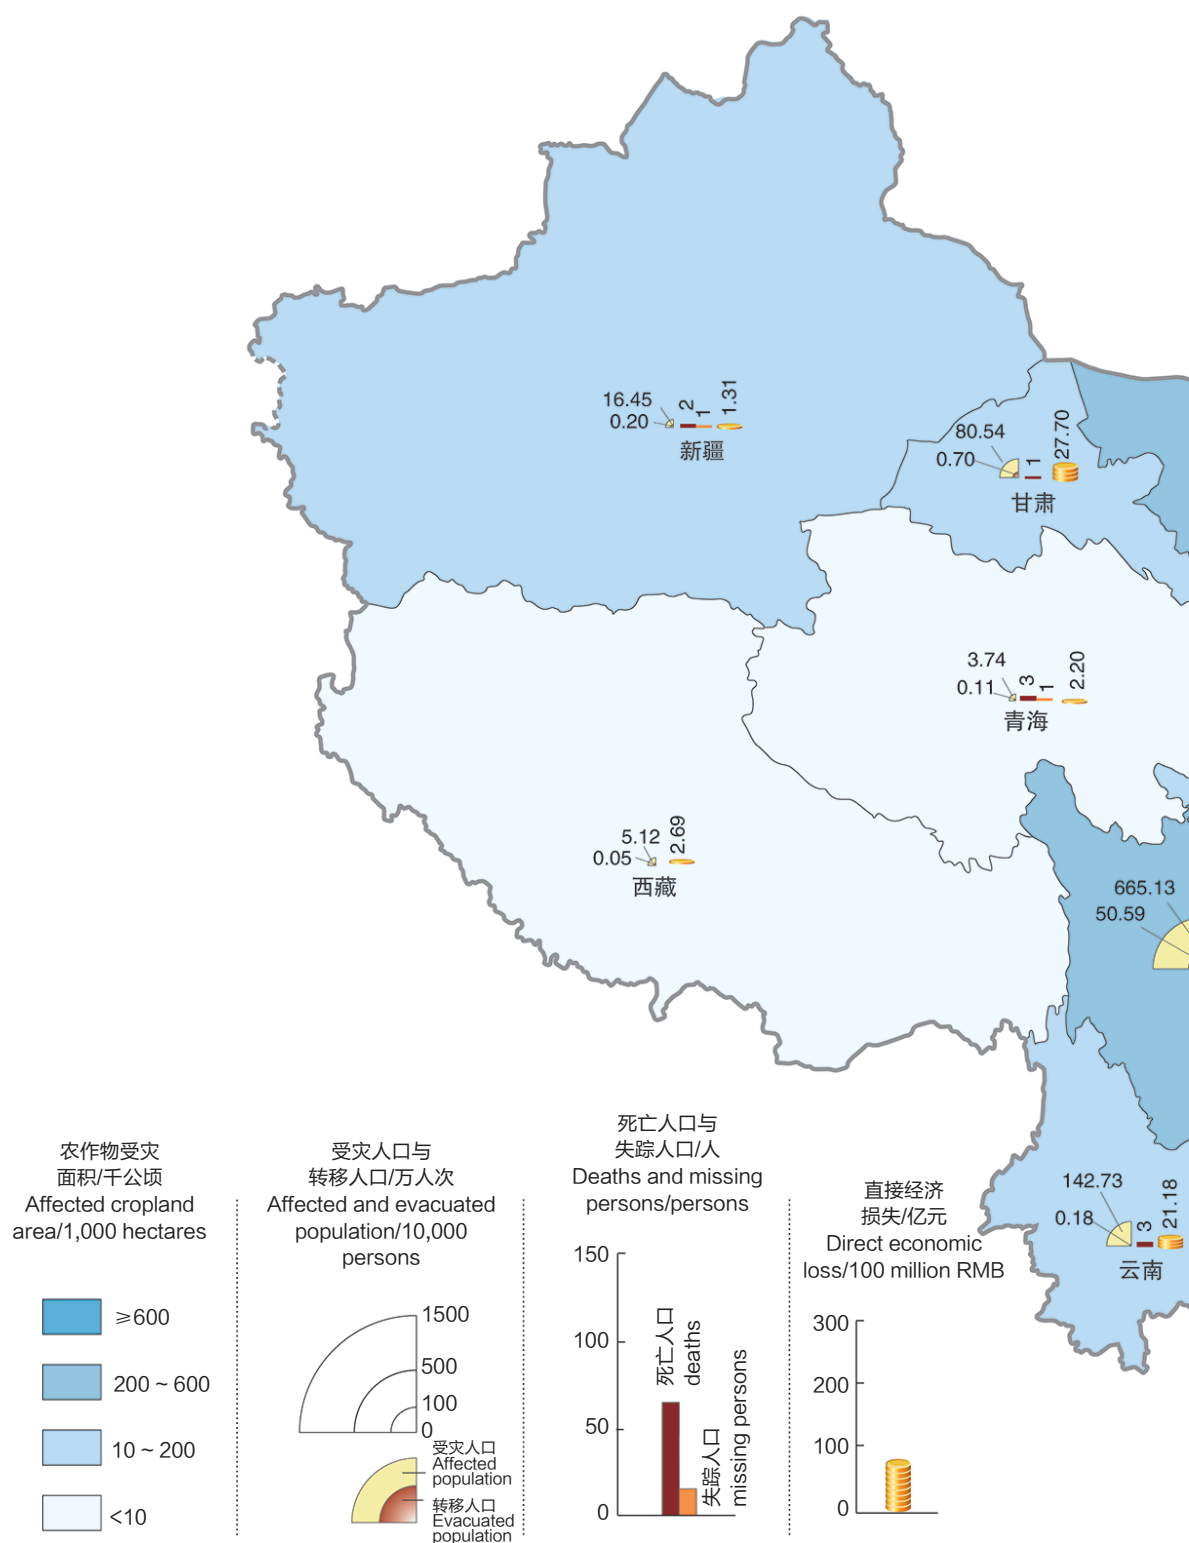 16.45
0.20
2
1
1.31
新疆
80.54
0.70
1
27.70
甘肃
3.74
0.11
3
1
2.20
青海
5.12
0.05
2.69
西藏
665.13
50.59
142.73
0.18
3
21.18
云南
农作物受灾
面积/千公顷
Affected cropland
area/1,000 hectares
≥600
200 ~ 600
10 ~ 200
<10
受灾人口与
转移人口/万人次
Affected and evacuated
population/10,000
persons
1500
500
100
0
受灾人口
Affected
population
转移人口
Evacuated
population
死亡人口与
失踪人口/人
Deaths and missing
persons/persons
150
100
50
0
死亡人口
deaths
失踪人口
missing persons
直接经济
损失/亿元
Direct economic
loss/100 million RMB
300
200
100
0